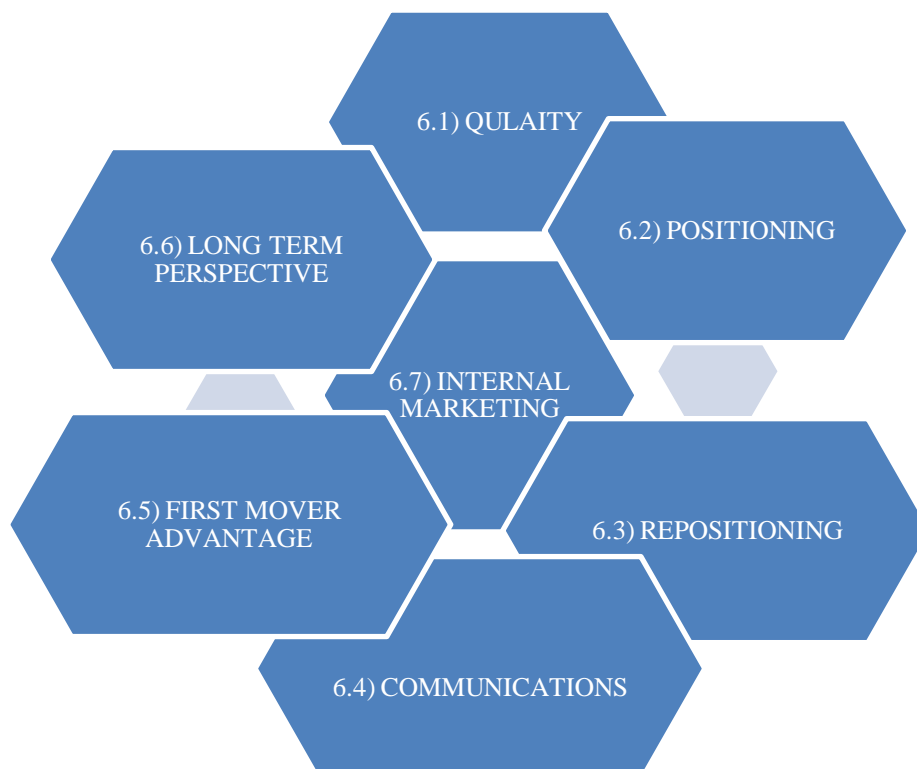 6.1) QULAITY
6.2) POSITIONING
6.6) LONG TERM
PERSPECTIVE
6.7) INTERNAL
MARKETING
6.5) FIRST MOVER
ADVANTAGE
6.3) REPOSITIONING
6.4) COMMUNICATIONS